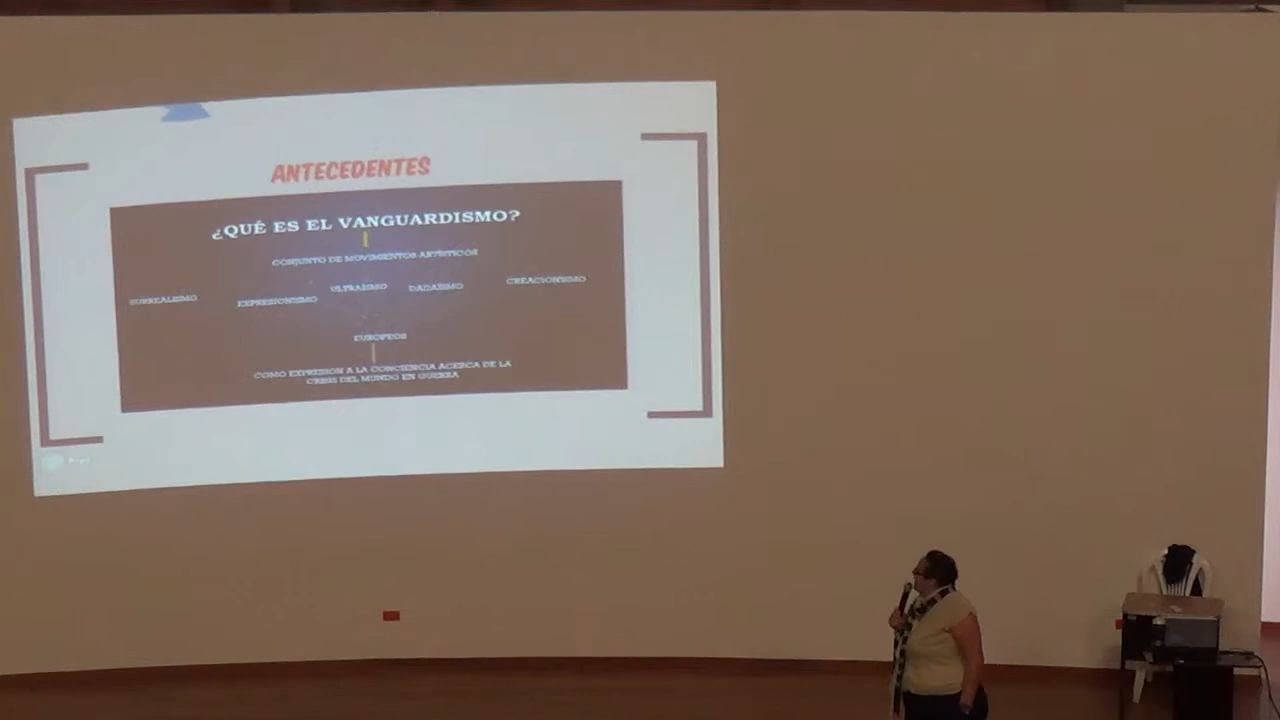 ANTECEDENTES
¿QUÉ ES EL VANGUARDISMO?
CONJUNTO DE MOVIMIENTOS ARTÍSTICOS
SURREALISMO EXPRESIONISMO ULTRAÍSMO DADAÍSMO CREACIONISMO
EUROPEOS
COMO EXPRESION A LA CONCIENCIA ACERCA DE LA
CRISIS DEL MUNDO EN GUERRA